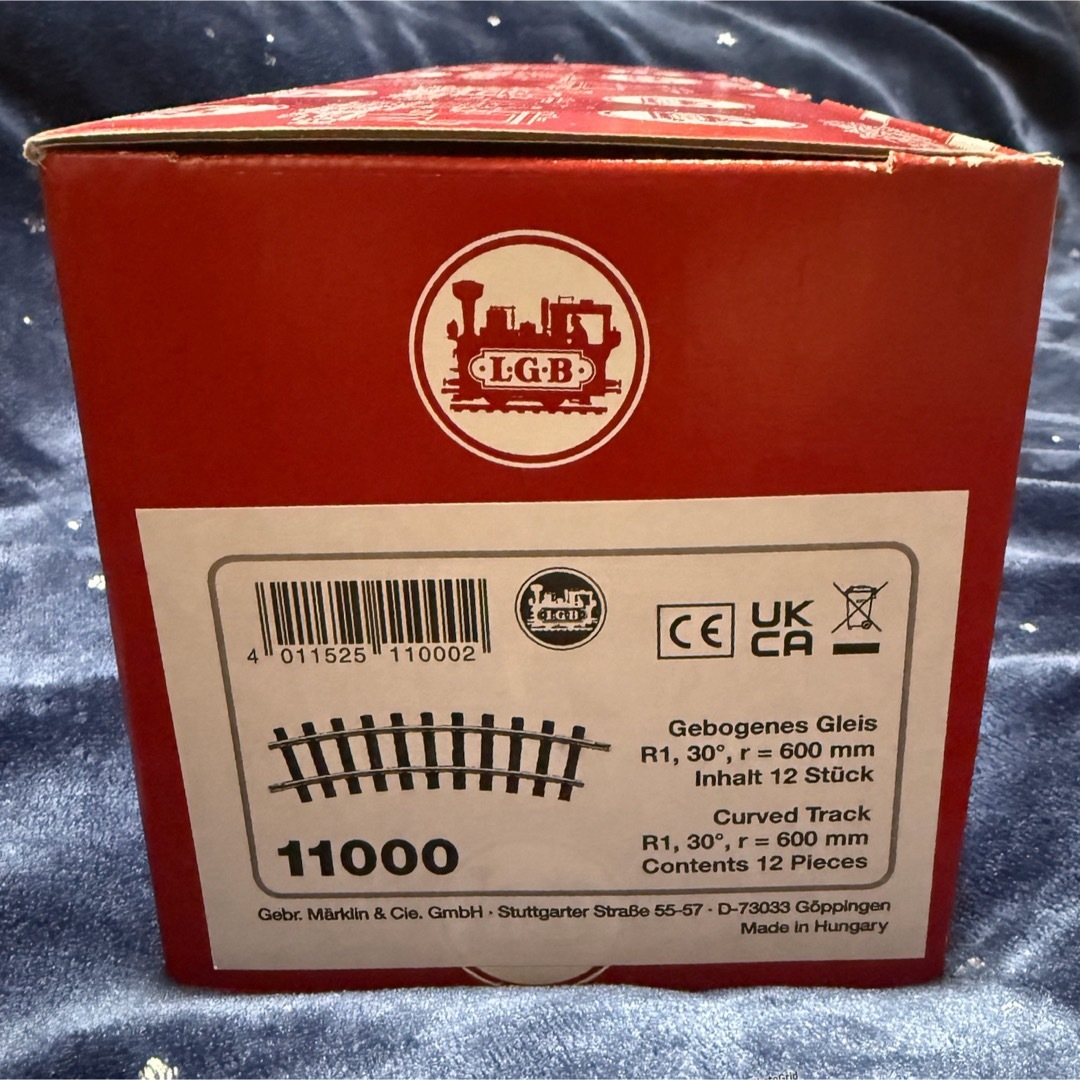 L·G·B
4 011525 110002
L·G·B
CE
UK
CA
Gebogenes Gleis
R1, 30°, r = 600 mm
Inhalt 12 Stück
Curved Track
R1, 30°, r = 600 mm
Contents 12 Pieces
11000
Gebr. Märklin & Cie. GmbH · Stuttgarter Straße 55-57 · D-73033 Göppingen
Made in Hungary